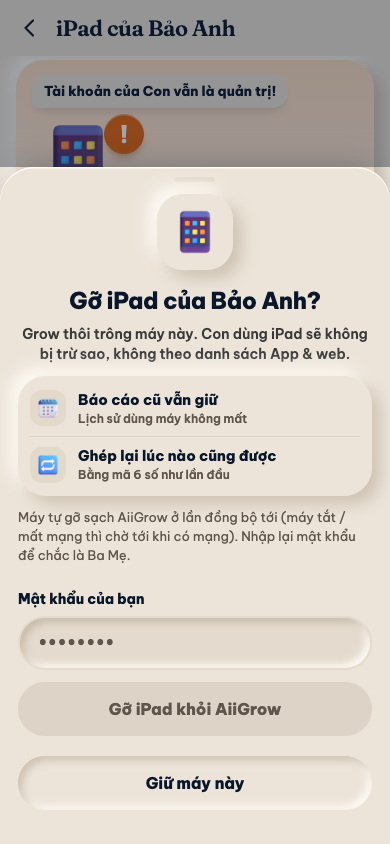 iPad của Bảo Anh
Tài khoản của Con vẫn là quản trị!
!
Gỡ iPad của Bảo Anh?
Grow thôi trông máy này. Con dùng iPad sẽ không
bị trừ sao, không theo danh sách App & web.
Báo cáo cũ vẫn giữ
Lịch sử dùng máy không mất
Ghép lại lúc nào cũng được
Bằng mã 6 số như lần đầu
Máy tự gỡ sạch AiiGrow ở lần đồng bộ tới (máy tắt /
mất mạng thì chờ tới khi có mạng). Nhập lại mật khẩu
để chắc là Ba Mẹ.
Mật khẩu của bạn
••••••••
Gỡ iPad khỏi AiiGrow
Giữ máy này